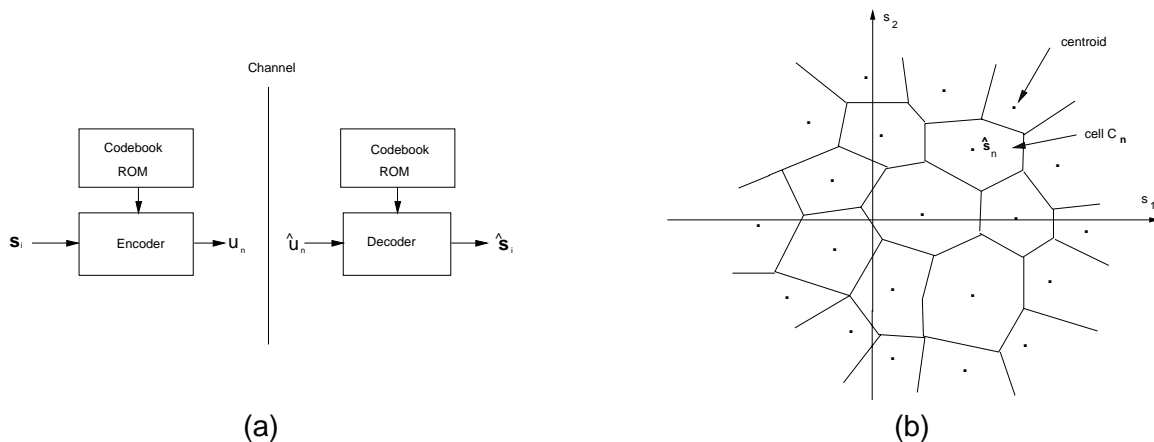 Channel
Codebook
ROM
Codebook
ROM
s_i
Encoder
u_n
û_n
Decoder
ŝ_i
(a)
s_2
centroid
cell C_n
ŝ_n
s_1
(b)